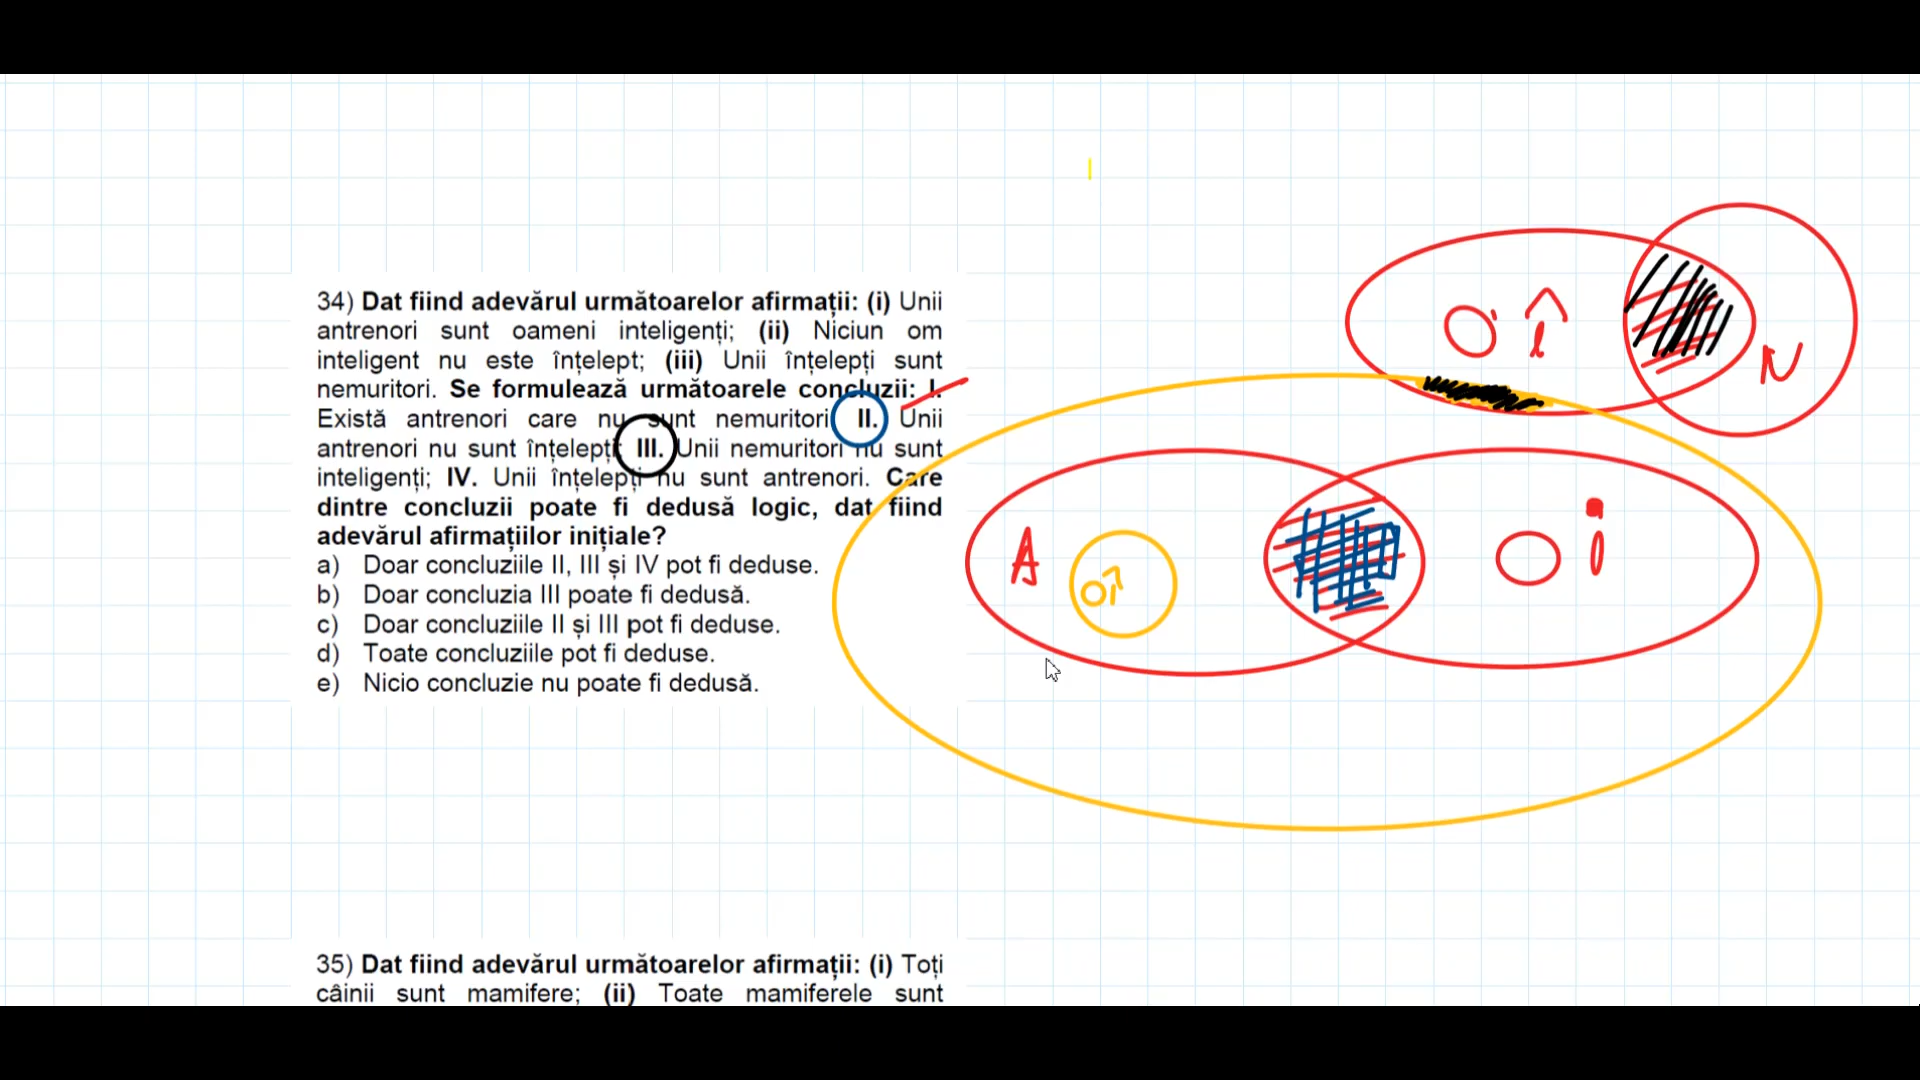 34) Dat fiind adevărul următoarelor afirmații: (i) Unii
antrenori sunt oameni inteligenți; (ii) Niciun om
inteligent nu este înțelept; (iii) Unii înțelepți sunt
nemuritori. Se formulează următoarele concluzii: I.
Există antrenori care nu sunt nemuritori II. Unii
antrenori nu sunt înțelepți III. Unii nemuritori nu sunt
inteligenți; IV. Unii înțelepți nu sunt antrenori. Care
dintre concluzii poate fi dedusă logic, dat fiind
adevărul afirmațiilor inițiale?
a) Doar concluziile II, III și IV pot fi deduse.
b) Doar concluzia III poate fi dedusă.
c) Doar concluziile II și III pot fi deduse.
d) Toate concluziile pot fi deduse.
e) Nicio concluzie nu poate fi dedusă.
35) Dat fiind adevărul următoarelor afirmații: (i) Toți
câinii sunt mamifere; (ii) Toate mamiferele sunt
O î
N
A
oî
O i